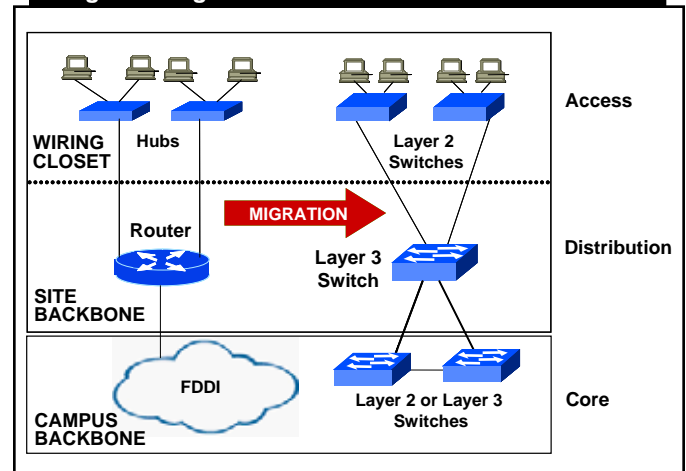 Access
WIRING
CLOSET
Hubs
Layer 2
Switches
MIGRATION
Router
Layer 3
Switch
Distribution
SITE
BACKBONE
FDDI
Layer 2 or Layer 3
Switches
Core
CAMPUS
BACKBONE